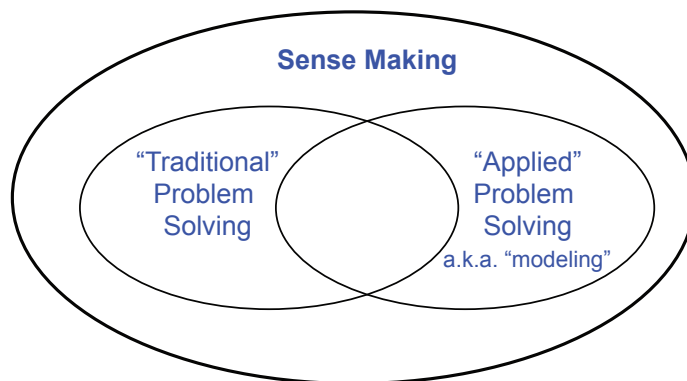 Sense Making
“Traditional”
Problem
Solving
“Applied”
Problem
Solving
a.k.a. “modeling”